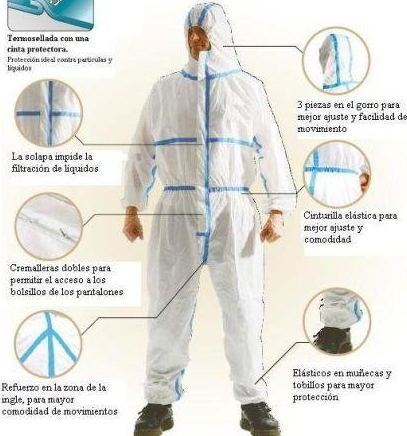 Termosellada con una
cinta protectora.
Protección ideal contra partículas y
líquidos
3 piezas en el gorro para
mejor ajuste y facilidad de
movimiento
La solapa impide la
filtración de líquidos
Cinturilla elástica para
mejor ajuste y
comodidad
Cremalleras dobles para
permitir el acceso a los
bolsillos de los pantalones
Elásticos en muñecas y
tobillos para mayor
protección
Refuerzo en la zona de la
ingle, para mayor
comodidad de movimientos